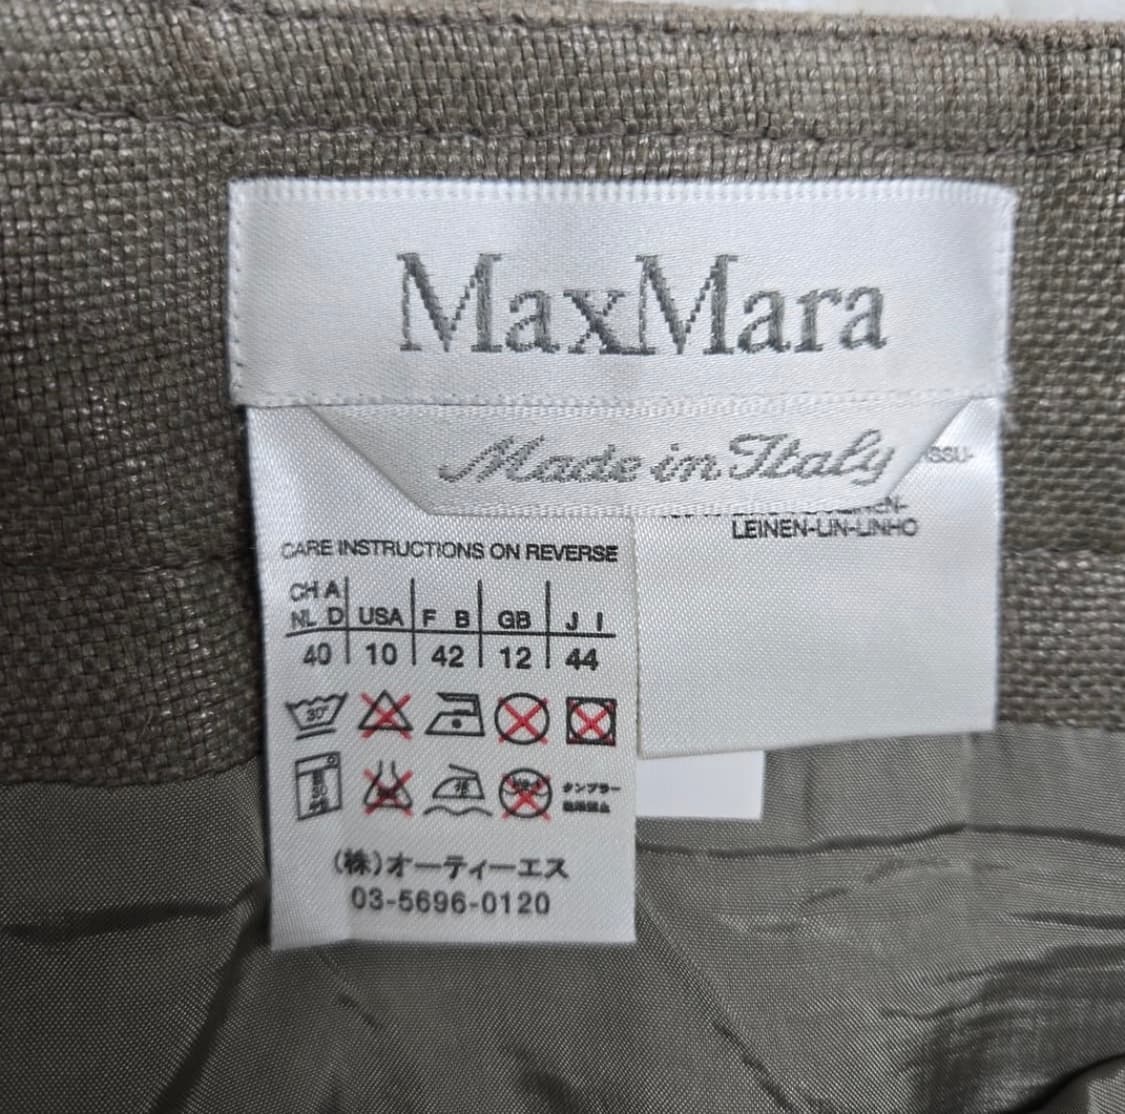 MaxMara
Made in Italy
LEINEN-LIN-LINHO
CARE INSTRUCTIONS ON REVERSE
CH A
NL D USA F B GB J I
40 10 42 12 44
30°
タンブラー
(株)オーティーエス
03-5696-0120